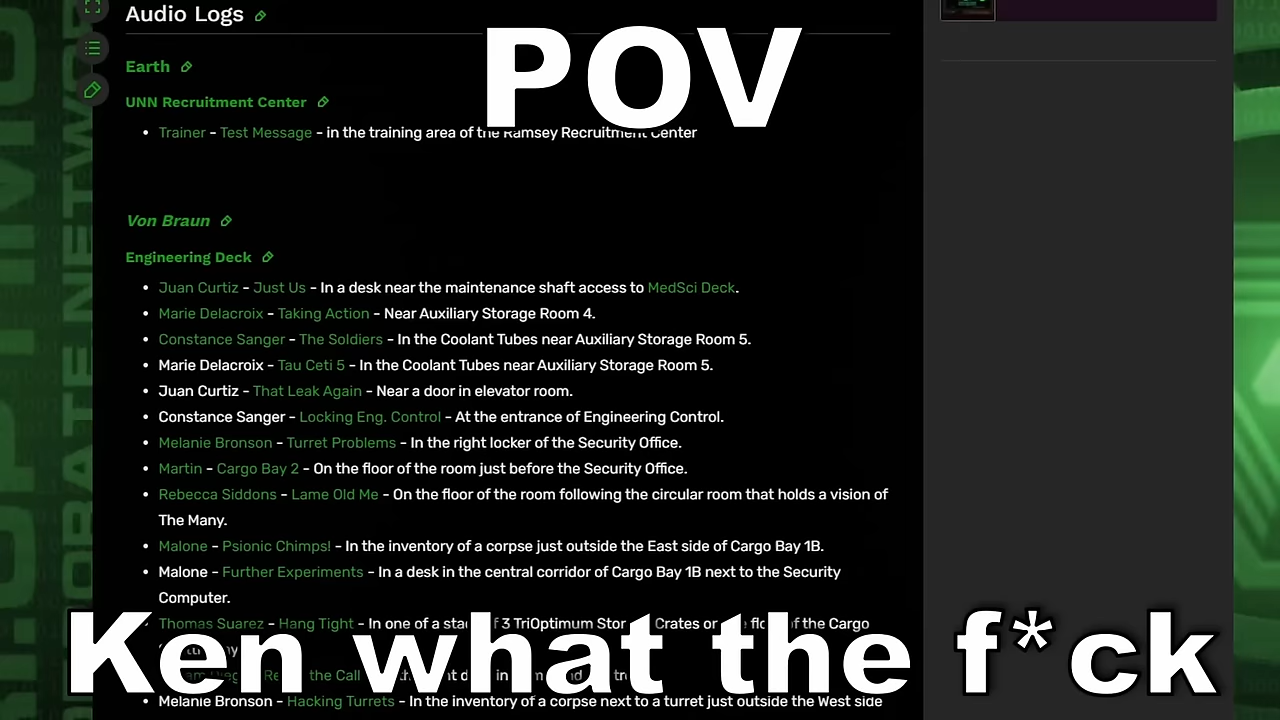 Audio Logs
POV
Earth
UNN Recruitment Center
Trainer - Test Message - in the training area of the Ramsey Recruitment Center
Von Braun
Engineering Deck
Juan Curtiz - Just Us - In a desk near the maintenance shaft access to MedSci Deck.
Marie Delacroix - Taking Action - Near Auxiliary Storage Room 4.
Constance Sanger - The Soldiers - In the Coolant Tubes near Auxiliary Storage Room 5.
Marie Delacroix - Tau Ceti 5 - In the Coolant Tubes near Auxiliary Storage Room 5.
Juan Curtiz - That Leak Again - Near a door in elevator room.
Constance Sanger - Locking Eng. Control - At the entrance of Engineering Control.
Melanie Bronson - Turret Problems - In the right locker of the Security Office.
Martin - Cargo Bay 2 - On the floor of the room just before the Security Office.
Rebecca Siddons - Lame Old Me - On the floor of the room following the circular room that holds a vision of
The Many.
Malone - Psionic Chimps! - In the inventory of a corpse just outside the East side of Cargo Bay 1B.
Malone - Further Experiments - In a desk in the central corridor of Cargo Bay 1B next to the Security
Computer.
Thomas Suarez - Hang Tight - In one of a 3 TriOptimum Crates of the Cargo
Ken what the f*ck
the Call
Melanie Bronson - Hacking Turrets - In the inventory of a corpse next to a turret just outside the West side